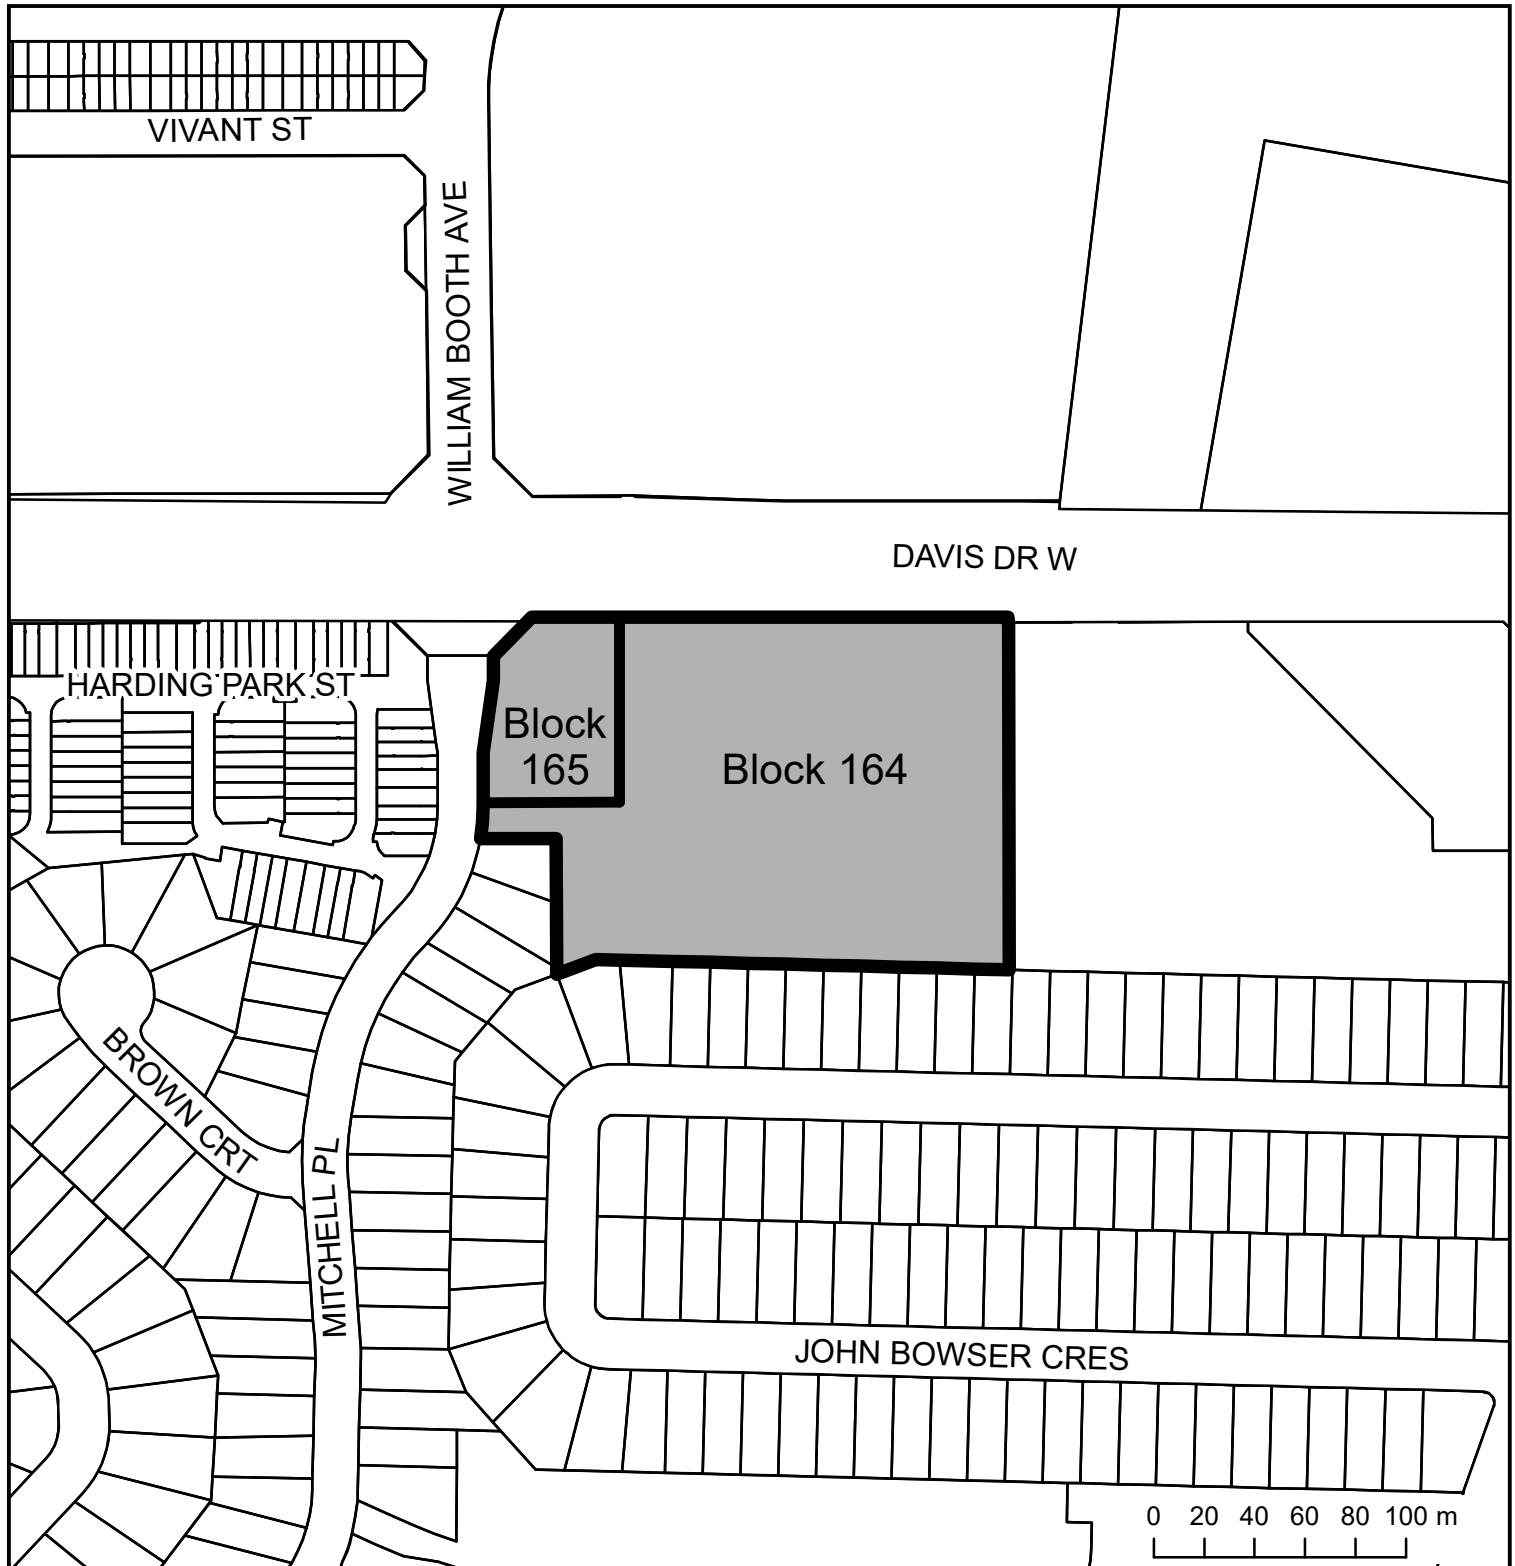 VIVANT ST
WILLIAM BOOTH AVE
DAVIS DR W
HARDING PARK ST
Block
165
Block 164
BROWN CRT
MITCHELL PL
JOHN BOWSER CRES
0 20 40 60 80 100 m